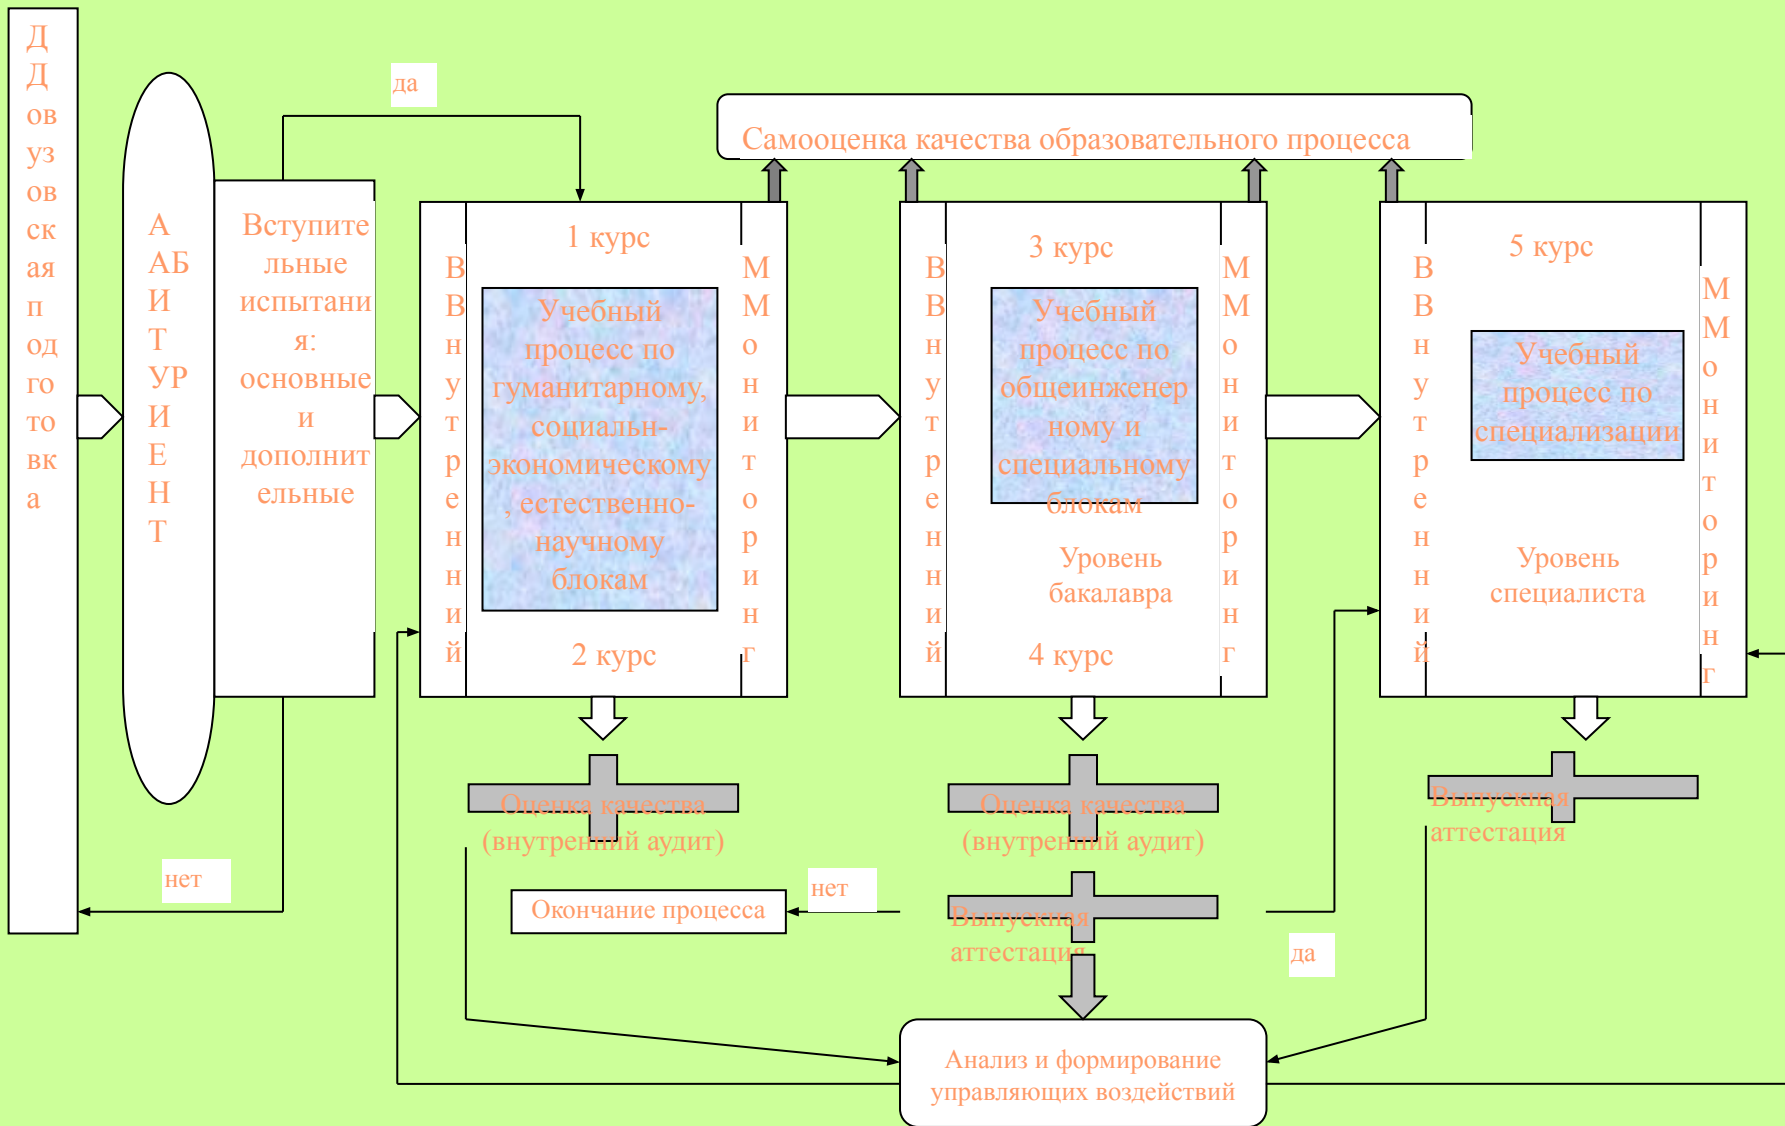 Д
Д
ов
уз
ов
ск
ая
п
од
го
то
вк
а
А
АБ
И
Т
УР
И
Е
Н
Т
Вступите
льные
испытани
я:
основные
и
дополнит
ельные
да
нет
Самооценка качества образовательного процесса
В
В
н
у
т
р
е
н
н
и
й
1 курс
Учебный
процесс по
гуманитарному,
социальн-
экономическому
, естественно-
научному
блокам
2 курс
М
М
о
н
и
т
о
р
и
н
г
В
В
н
у
т
р
е
н
н
и
й
3 курс
Учебный
процесс по
общеинженер
ному и
специальному
блокам
Уровень
бакалавра
4 курс
М
М
о
н
и
т
о
р
и
н
г
В
В
н
у
т
р
е
н
н
и
й
5 курс
Учебный
процесс по
специализации
Уровень
специалиста
М
М
о
н
и
т
о
р
и
н
г
Оценка качества
(внутренний аудит)
Оценка качества
(внутренний аудит)
Выпускная
аттестация
Окончание процесса
нет
Выпускная
аттестация
да
Анализ и формирование
управляющих воздействий